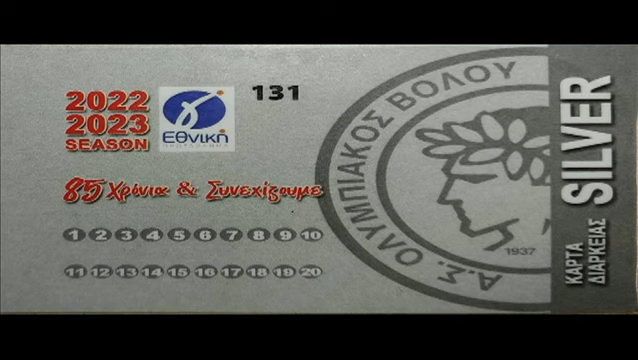 2022
2023
SEASON
γ
Εθνική
131
85 Χρόνια & Συνεχίζουμε
1 2 3 4 5 6 7 8 9 10
11 12 13 14 15 16 17 18 19 20
Α.Σ. ΟΛΥΜΠΙΑΚΟΣ ΒΟΛΟΥ
1937
ΚΑΡΤΑ
ΔΙΑΡΚΕΙΑΣ
SILVER